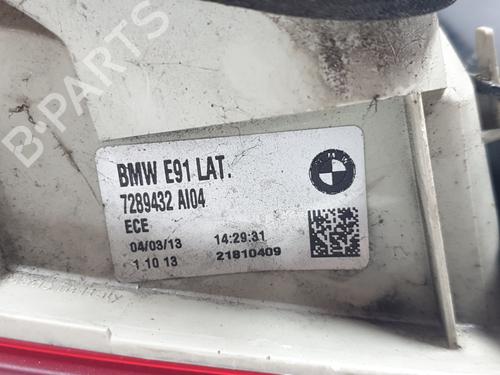 B-PARTS
BMW E91 LAT.
7289432 AI04
ECE
04/03/13 14:29:31
1 10 13 21810409